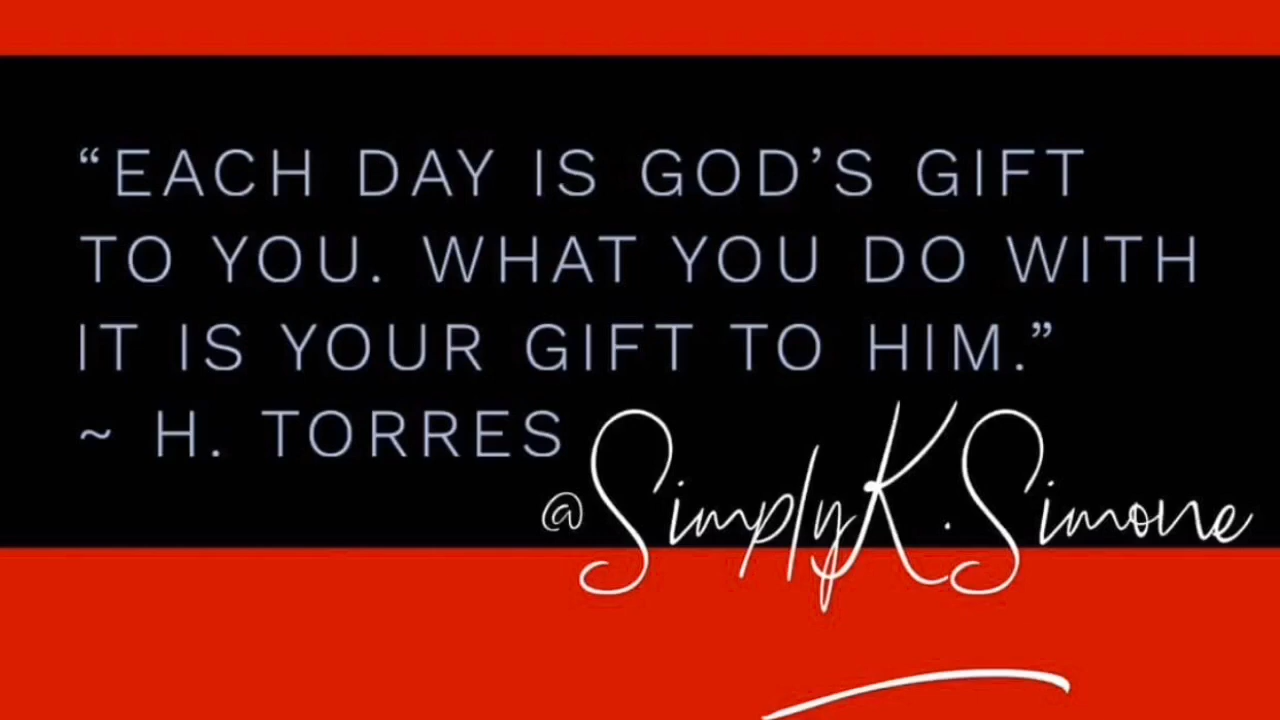 “EACH DAY IS GOD’S GIFT
TO YOU. WHAT YOU DO WITH
IT IS YOUR GIFT TO HIM.”
~ H. TORRES
@SimplyK.Simone